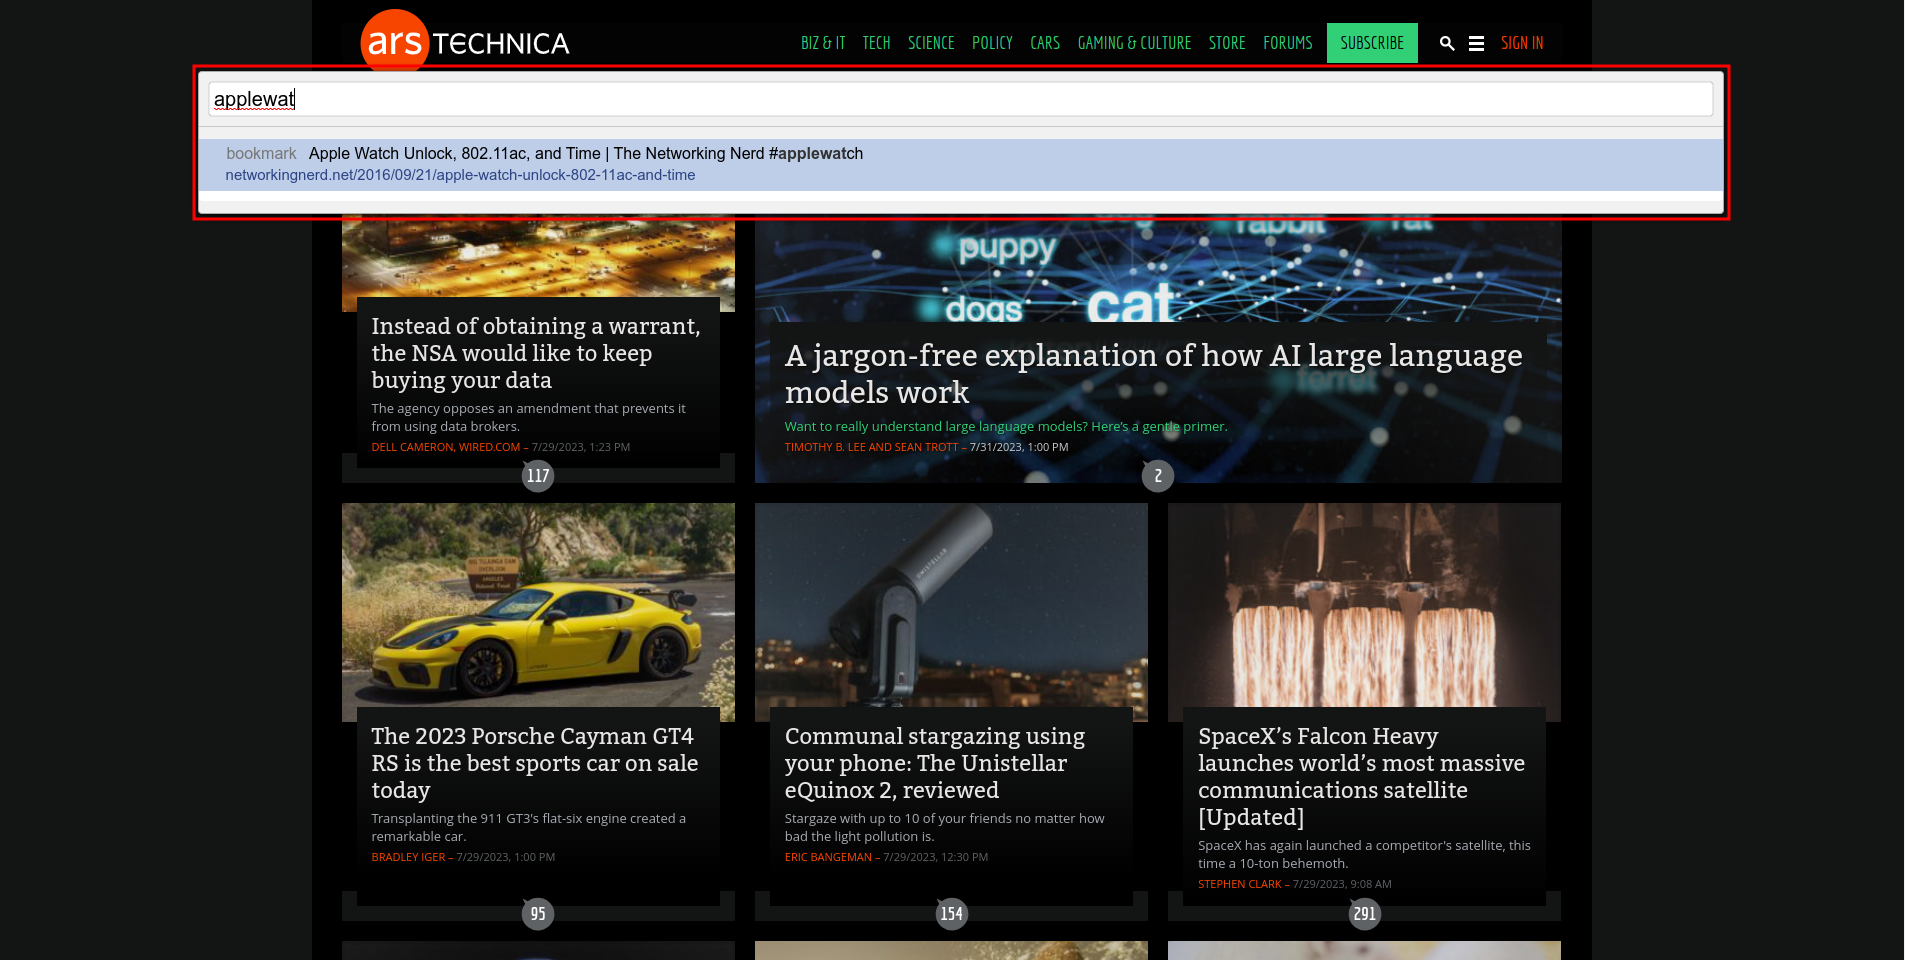 ars TECHNICA
BIZ & IT TECH SCIENCE POLICY CARS GAMING & CULTURE STORE FORUMS SUBSCRIBE SIGN IN
applewat
bookmark Apple Watch Unlock, 802.11ac, and Time | The Networking Nerd #applewatch
networkingnerd.net/2016/09/21/apple-watch-unlock-802-11ac-and-time
dog rabbit rat
puppy
dogs cat
Instead of obtaining a warrant,
the NSA would like to keep
buying your data
The agency opposes an amendment that prevents it
from using data brokers.
DELL CAMERON, WIRED.COM – 7/29/2023, 1:23 PM
117
A jargon-free explanation of how AI large language
models work
Want to really understand large language models? Here's a gentle primer.
TIMOTHY B. LEE AND SEAN TROTT – 7/31/2023, 1:00 PM
2
The 2023 Porsche Cayman GT4
RS is the best sports car on sale
today
Transplanting the 911 GT3's flat-six engine created a
remarkable car.
BRADLEY IGER – 7/29/2023, 1:00 PM
95
UNISTELLAR
Communal stargazing using
your phone: The Unistellar
eQuinox 2, reviewed
Stargaze with up to 10 of your friends no matter how
bad the light pollution is.
ERIC BANGEMAN – 7/29/2023, 12:30 PM
154
SpaceX’s Falcon Heavy
launches world’s most massive
communications satellite
[Updated]
SpaceX has again launched a competitor's satellite, this
time a 10-ton behemoth.
STEPHEN CLARK – 7/29/2023, 9:08 AM
291